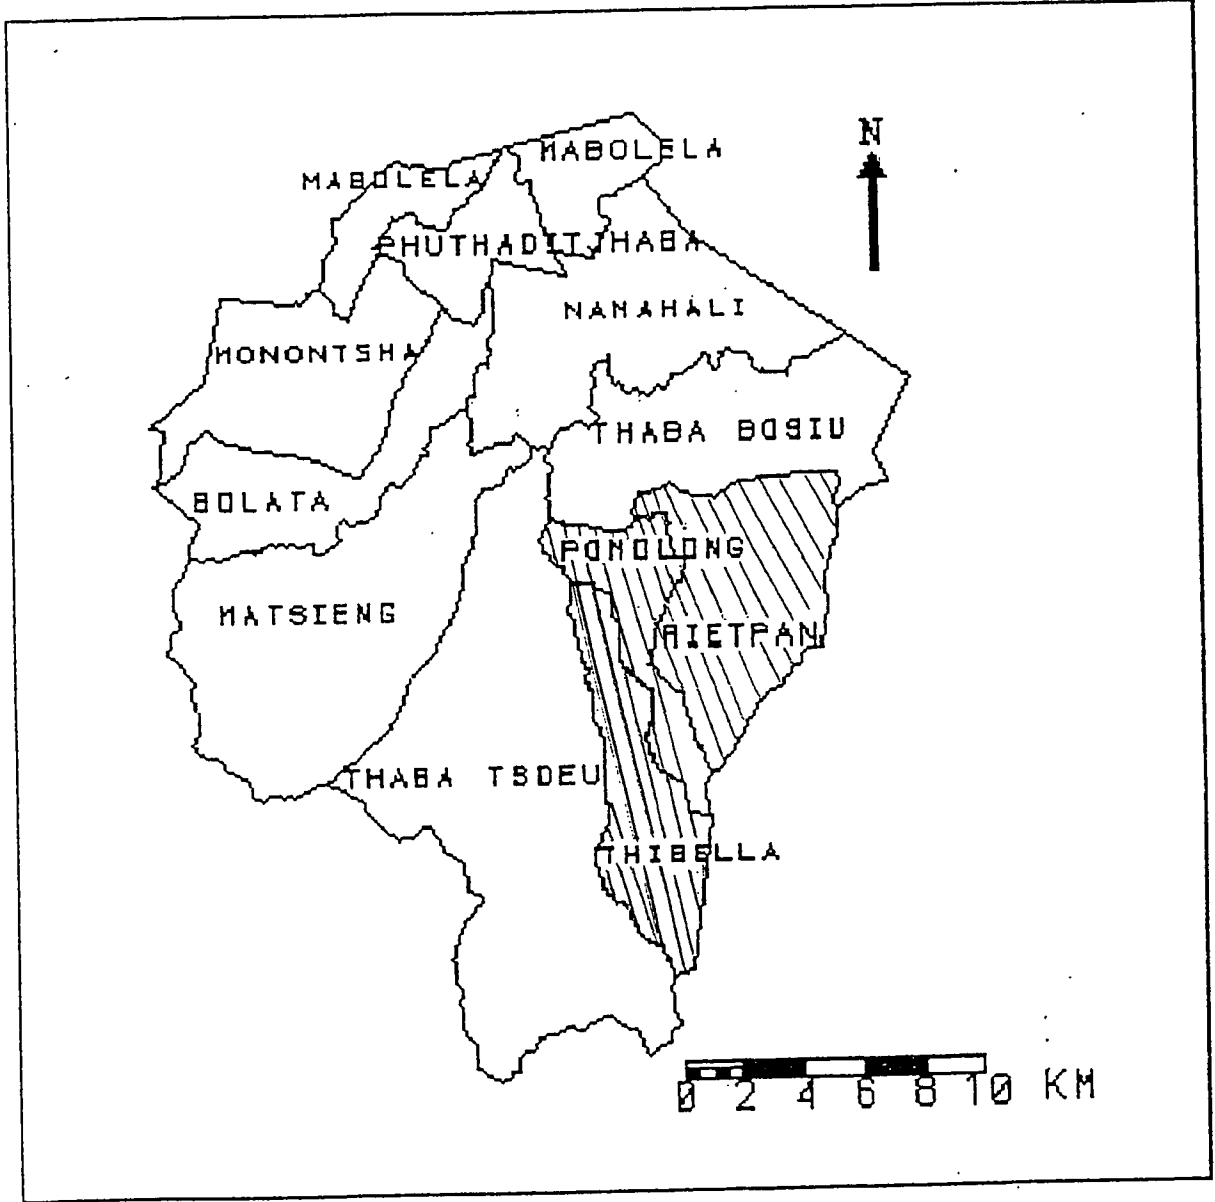 N
MABOLELA
MABOLELA
PHUTHADITJHABA
NAMAHALI
MONONTSHA
THABA BOSIU
BOLATA
PONOLONG
MATSIENG
RIETPAN
THABA TSOEU
THIBELLA
0 2 4 6 8 10 KM